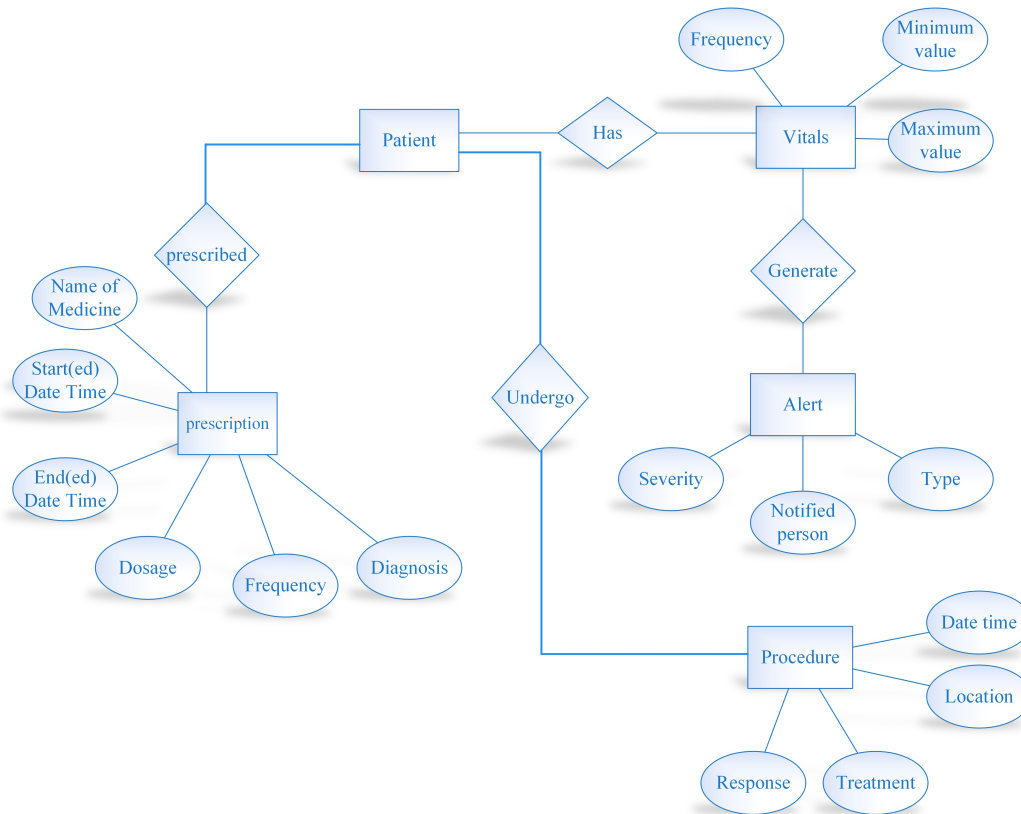 Frequency
Minimum
value
Patient
Has
Vitals
Maximum
value
prescribed
Generate
Name of
Medicine
Start(ed)
Date Time
prescription
Undergo
Alert
End(ed)
Date Time
Severity
Notified
person
Type
Dosage
Frequency
Diagnosis
Date time
Procedure
Location
Response
Treatment